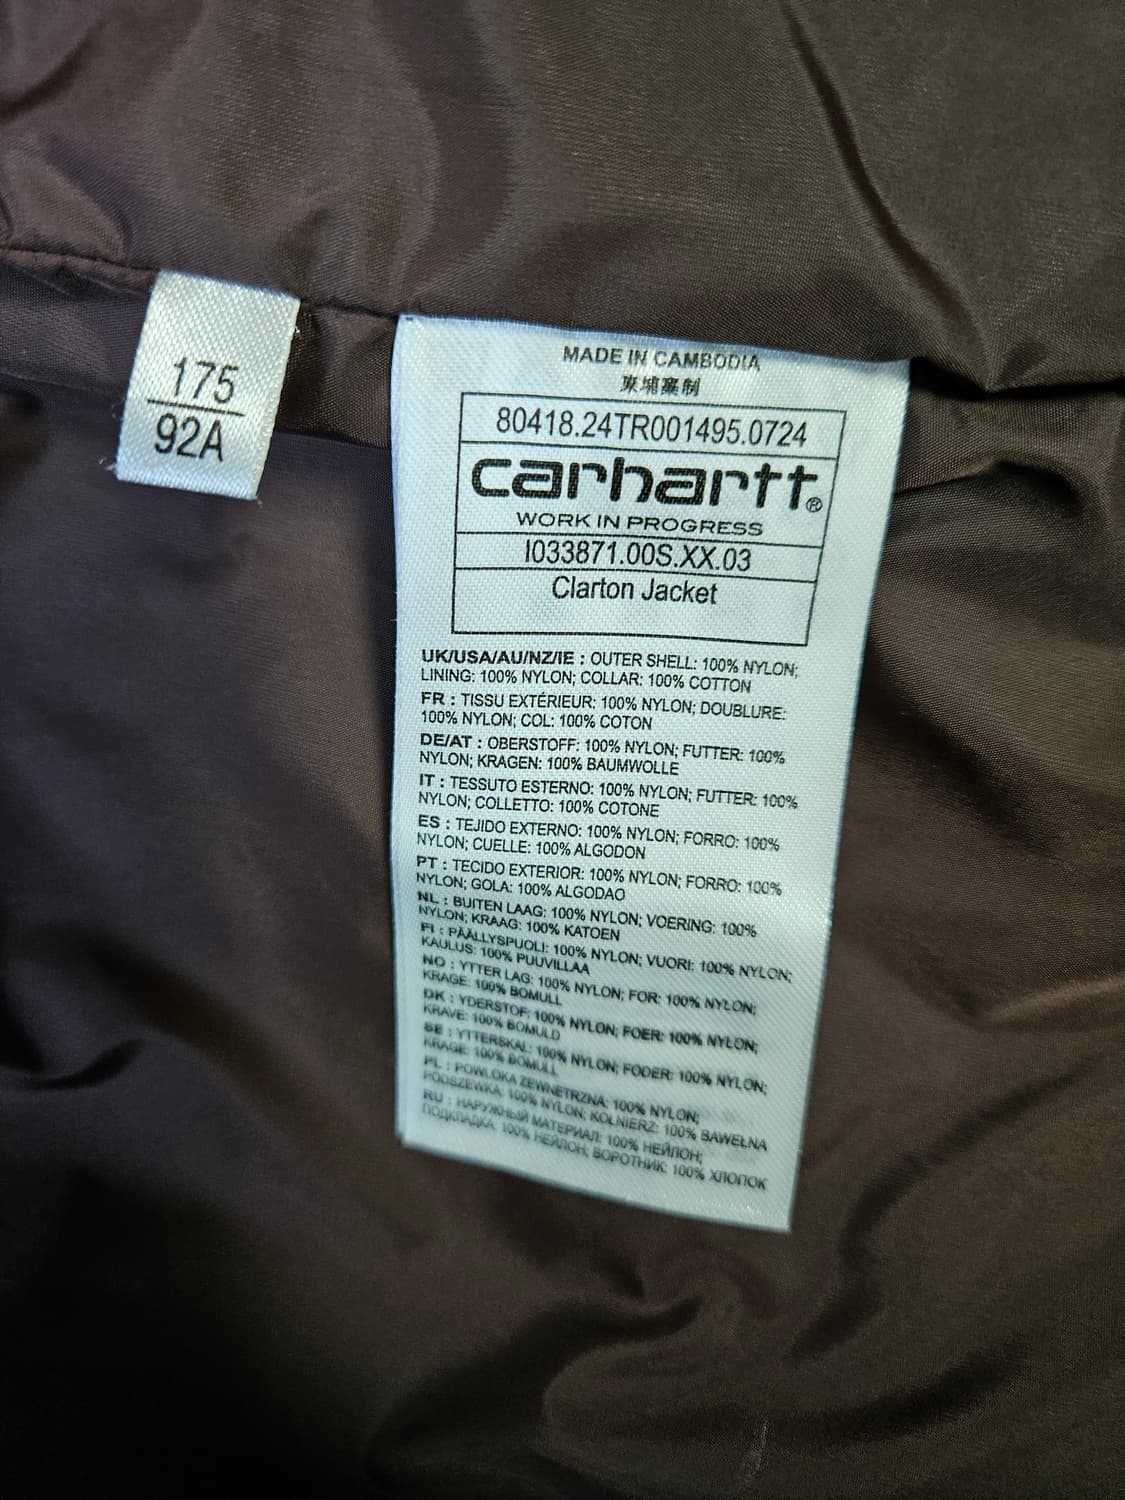 175
92A
MADE IN CAMBODIA
柬埔寨制
80418.24TR001495.0724
carhartt®
WORK IN PROGRESS
I033871.00S.XX.03
Clarton Jacket
UK/USA/AU/NZ/IE : OUTER SHELL: 100% NYLON;
LINING: 100% NYLON; COLLAR: 100% COTTON
FR : TISSU EXTÉRIEUR: 100% NYLON; DOUBLURE:
100% NYLON; COL: 100% COTON
DE/AT : OBERSTOFF: 100% NYLON; FUTTER: 100%
NYLON; KRAGEN: 100% BAUMWOLLE
IT : TESSUTO ESTERNO: 100% NYLON; FUTTER: 100%
NYLON; COLLETTO: 100% COTONE
ES : TEJIDO EXTERNO: 100% NYLON; FORRO: 100%
NYLON; CUELLE: 100% ALGODON
PT : TECIDO EXTERIOR: 100% NYLON; FORRO: 100%
NYLON; GOLA: 100% ALGODAO
NL : BUITEN LAAG: 100% NYLON; VOERING: 100%
NYLON; KRAAG: 100% KATOEN
FI : PÄÄLLYSPUOLI: 100% NYLON; VUORI: 100% NYLON;
KAULUS: 100% PUUVILLAA
NO : YTTER LAG: 100% NYLON; FOR: 100% NYLON;
KRAGE: 100% BOMULL
DK : YDERSTOF: 100% NYLON; FOER: 100% NYLON;
KRAVE: 100% BOMULD
SE : YTTERSKAL: 100% NYLON; FODER: 100% NYLON;
KRAGE: 100% BOMULL
PL : POWLOKA ZEWNETRZNA: 100% NYLON;
PODSZEWKA: 100% NYLON; KOŁNIERZ: 100% BAWEŁNA
RU : НАРУЖНЫЙ МАТЕРИАЛ: 100% НЕЙЛОН;
ПОДКЛАДКА: 100% НЕЙЛОН; ВОРОТНИК: 100% ХЛОПОК